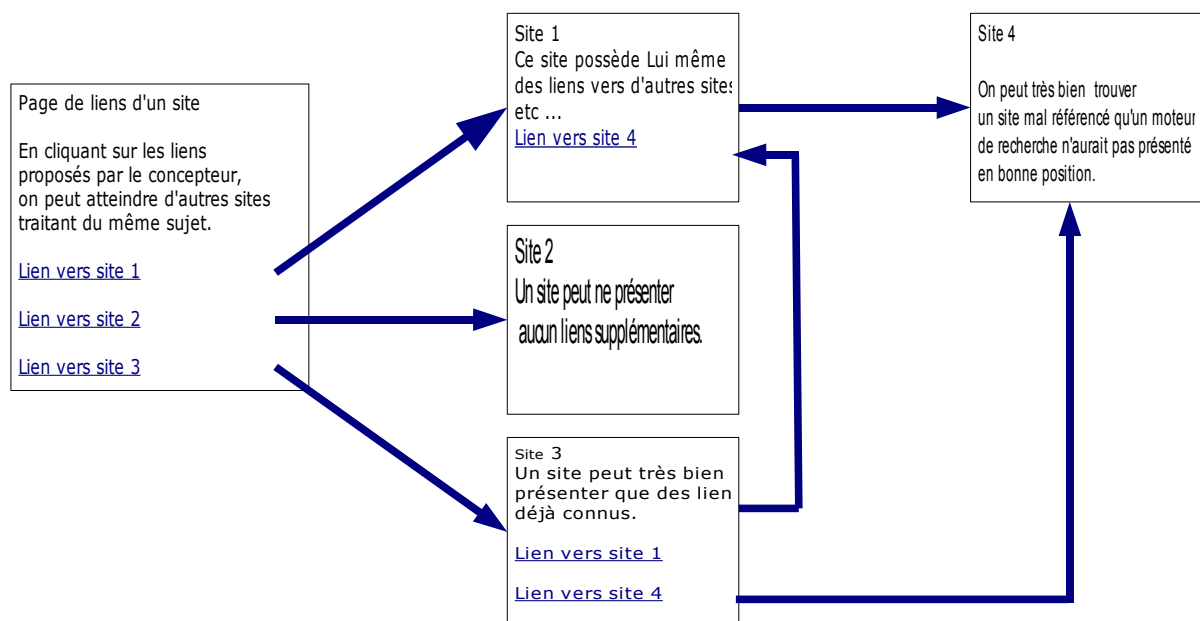 Page de liens d'un site
En cliquant sur les liens
proposés par le concepteur,
on peut atteindre d'autres sites
traitant du même sujet.
Lien vers site 1
Lien vers site 2
Lien vers site 3
Site 1
Ce site possède Lui même
des liens vers d'autres sites
etc ...
Lien vers site 4
Site 2
Un site peut ne présenter
aucun liens supplémentaires.
Site 3
Un site peut très bien
présenter que des lien
déjà connus.
Lien vers site 1
Lien vers site 4
Site 4
On peut très bien trouver
un site mal référencé qu'un moteur
de recherche n'aurait pas présenté
en bonne position.